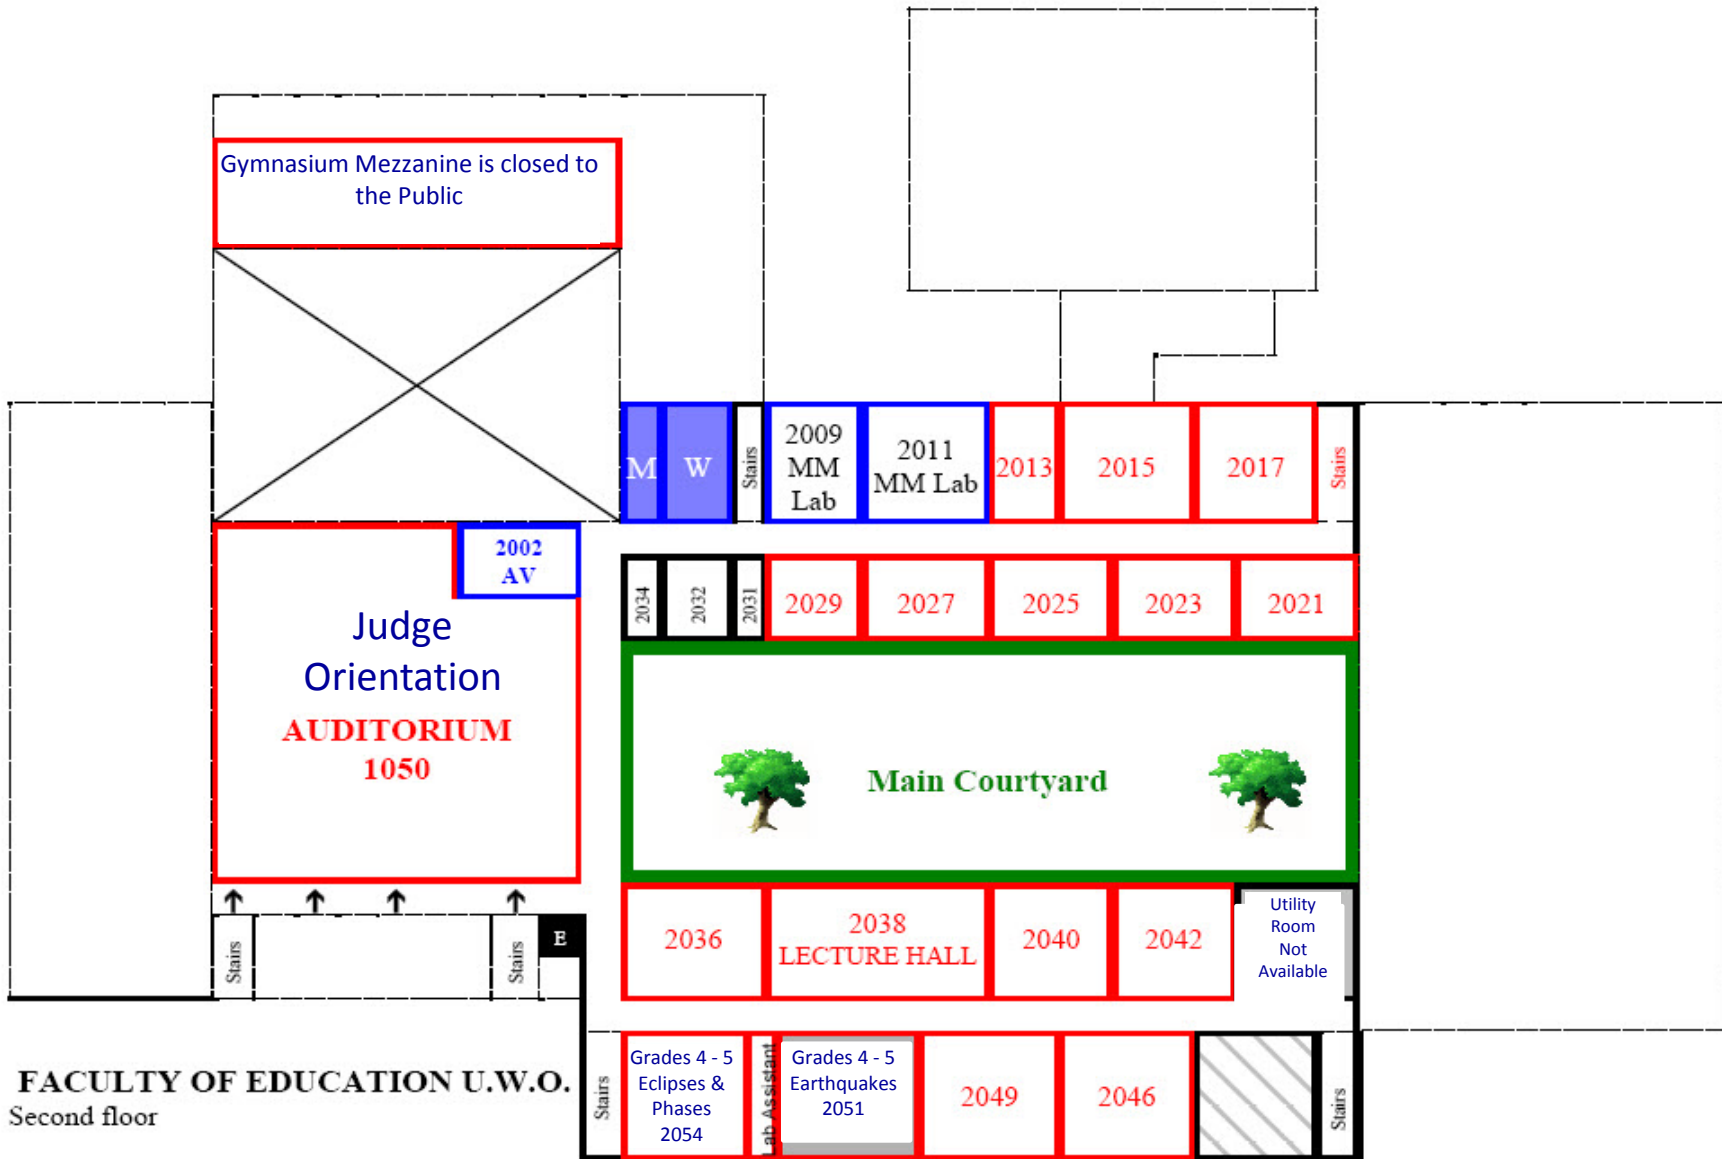 Gymnasium Mezzanine is closed to
the Public
M
W
Stairs
2009
MM
Lab
2011
MM Lab
2013
2015
2017
Stairs
2002
AV
2034
2032
2031
2029
2027
2025
2023
2021
Judge
Orientation
AUDITORIUM
1050
Main Courtyard
Stairs
Stairs
E
2036
2038
LECTURE HALL
2040
2042
Utility
Room
Not
Available
FACULTY OF EDUCATION U.W.O.
Second floor
Stairs
Grades 4 - 5
Eclipses &
Phases
2054
Lab Assistant
Grades 4 - 5
Earthquakes
2051
2049
2046
Stairs